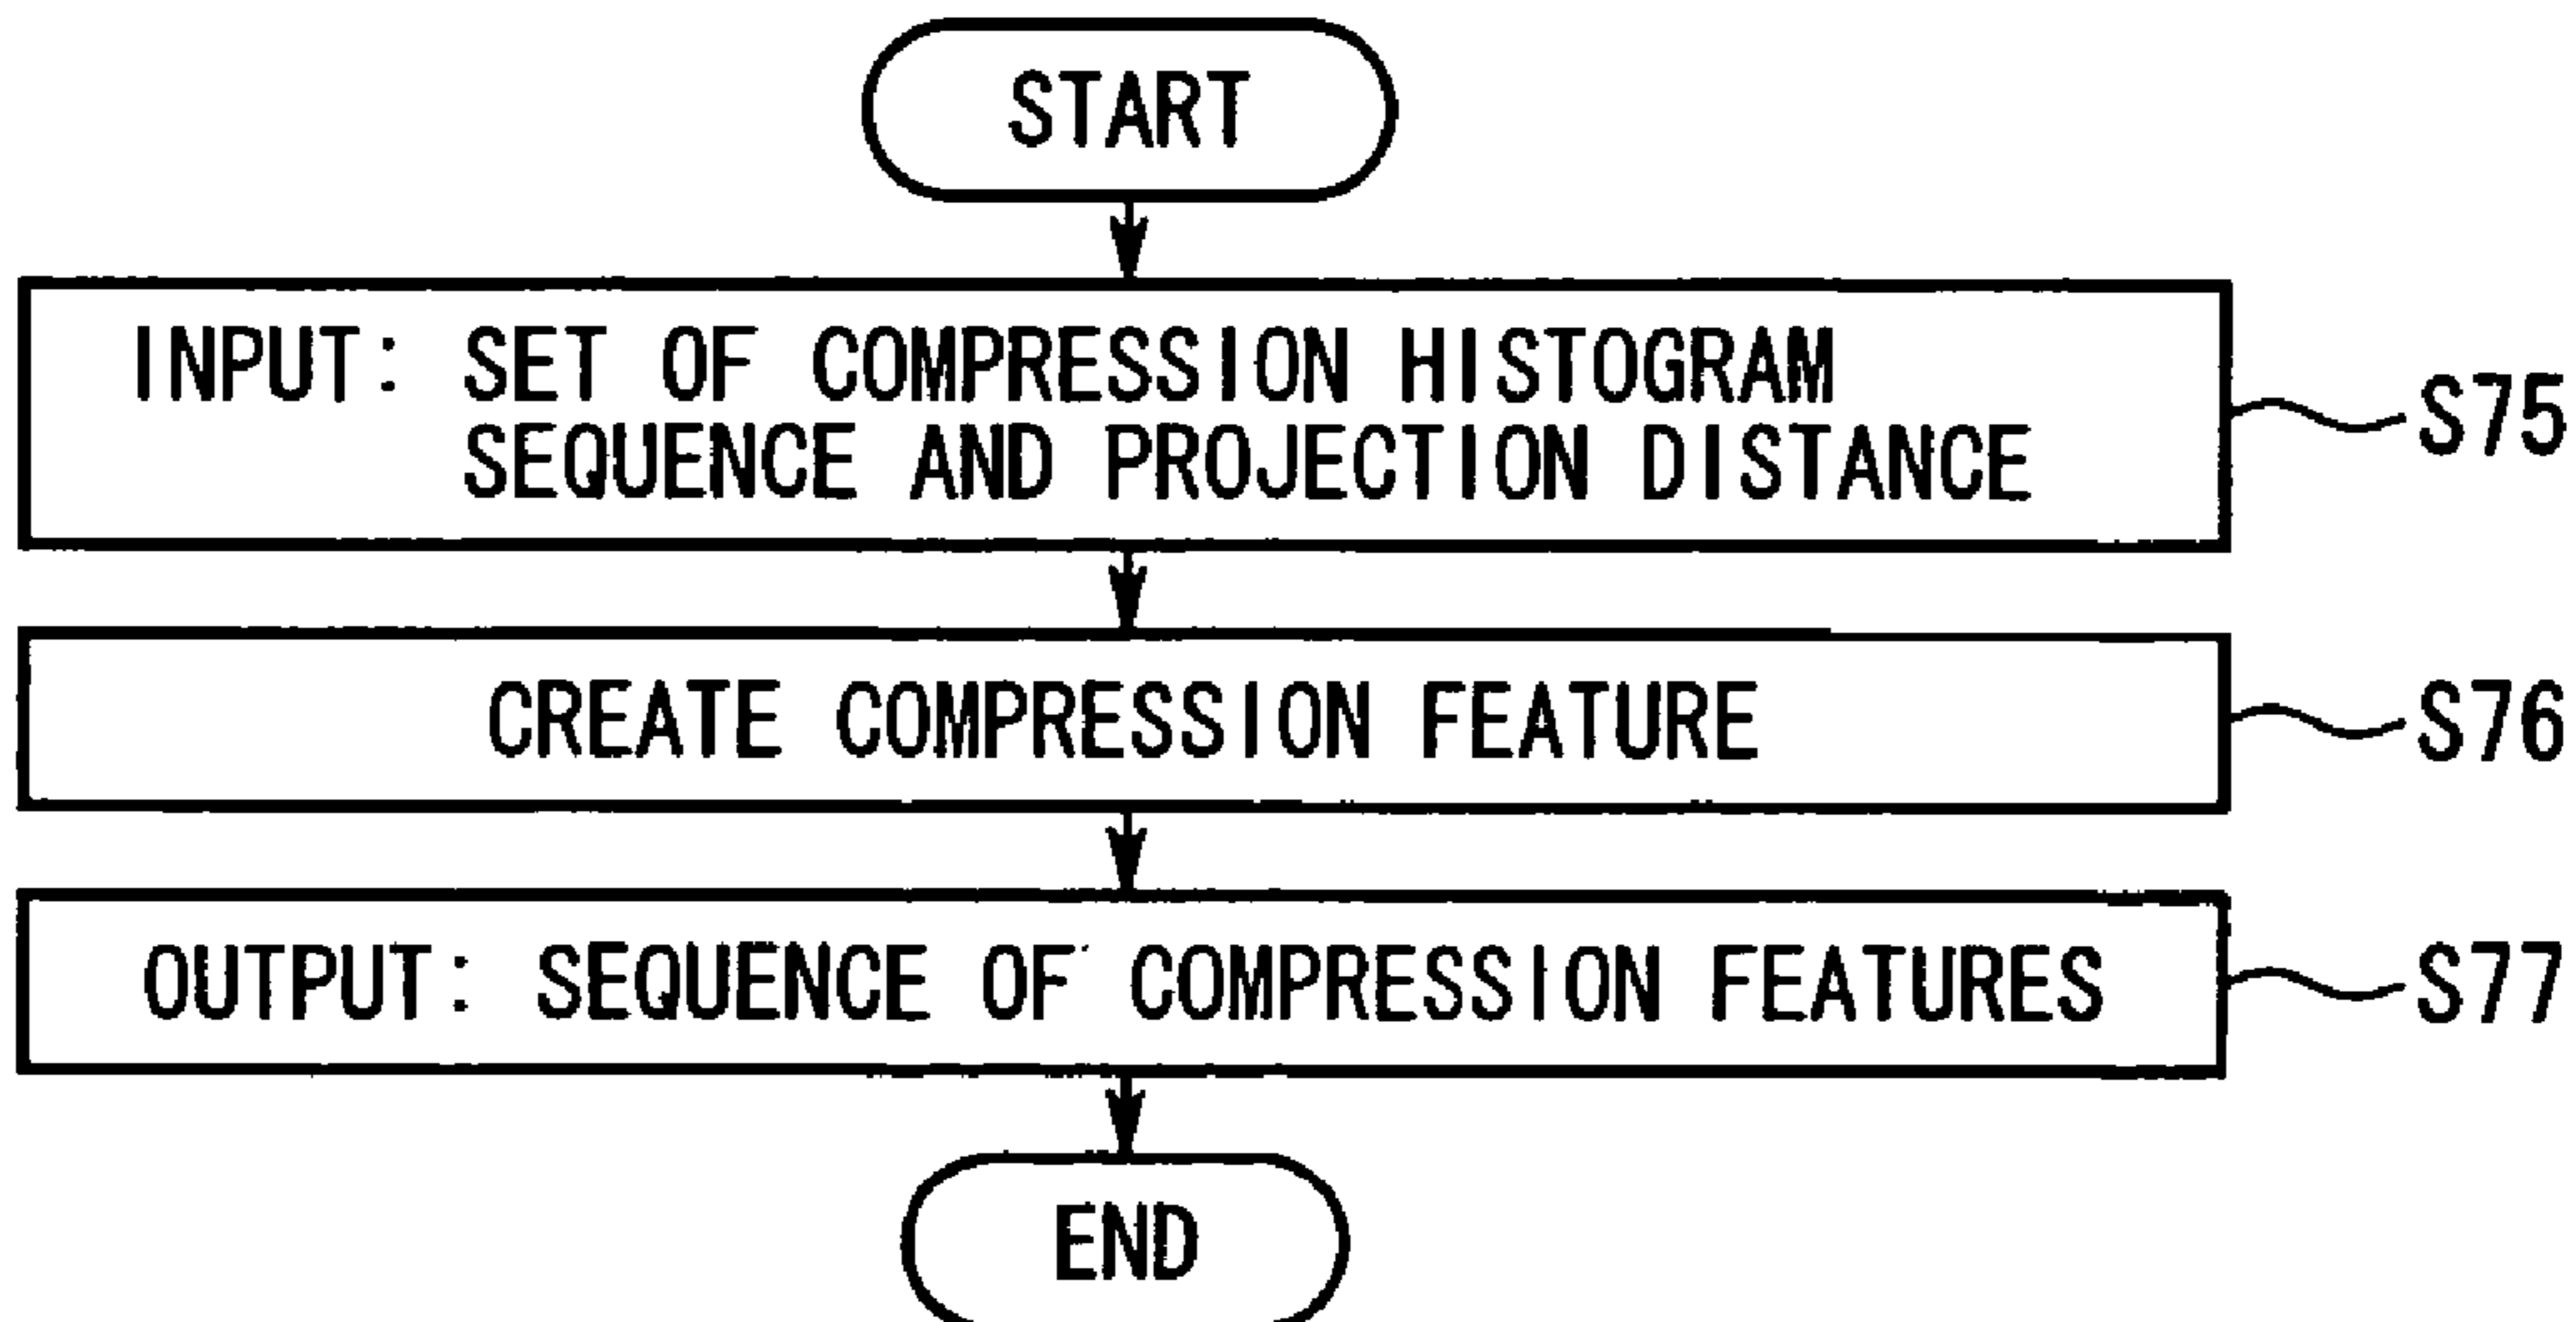 START
INPUT: SET OF COMPRESSION HISTOGRAM
SEQUENCE AND PROJECTION DISTANCE
S75
CREATE COMPRESSION FEATURE
S76
OUTPUT: SEQUENCE OF COMPRESSION FEATURES
S77
END